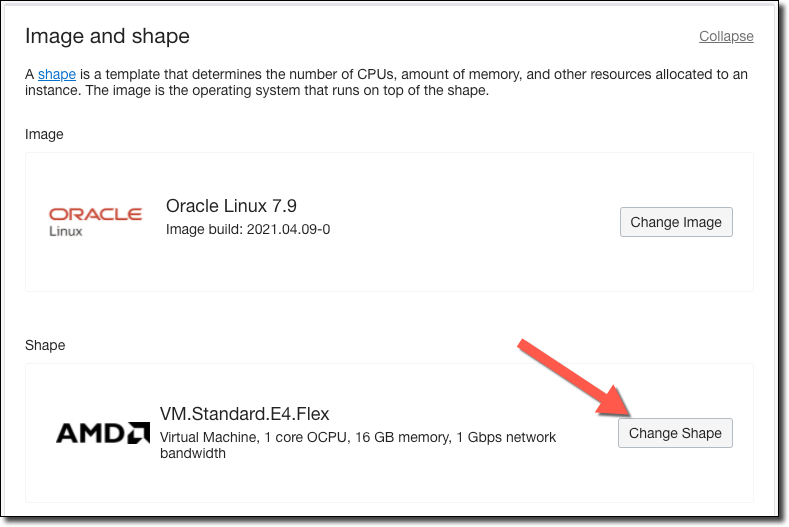 Image and shape
Collapse
A shape is a template that determines the number of CPUs, amount of memory, and other resources allocated to an
instance. The image is the operating system that runs on top of the shape.
Image
ORACLE
Linux
Oracle Linux 7.9
Image build: 2021.04.09-0
Change Image
Shape
AMD
VM.Standard.E4.Flex
Virtual Machine, 1 core OCPU, 16 GB memory, 1 Gbps network
bandwidth
Change Shape